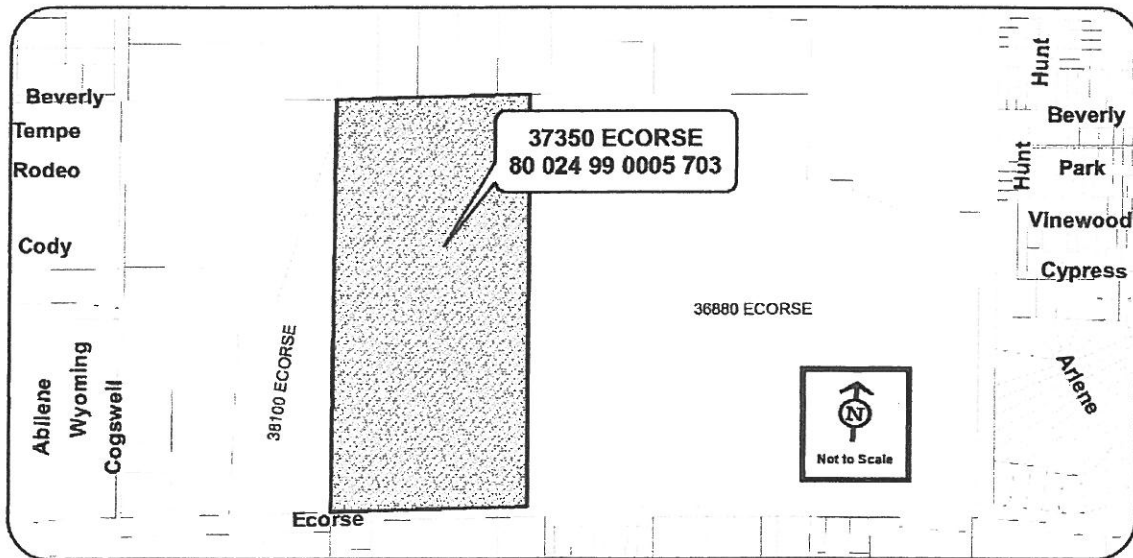 Hunt
Beverly
Tempe
Rodeo
Cody
37350 ECORSE
80 024 99 0005 703
Beverly
Hunt
Park
Vinewood
Cypress
36880 ECORSE
38100 ECORSE
Abilene
Wyoming
Cogswell
Arlene
N
Not to Scale
Ecorse